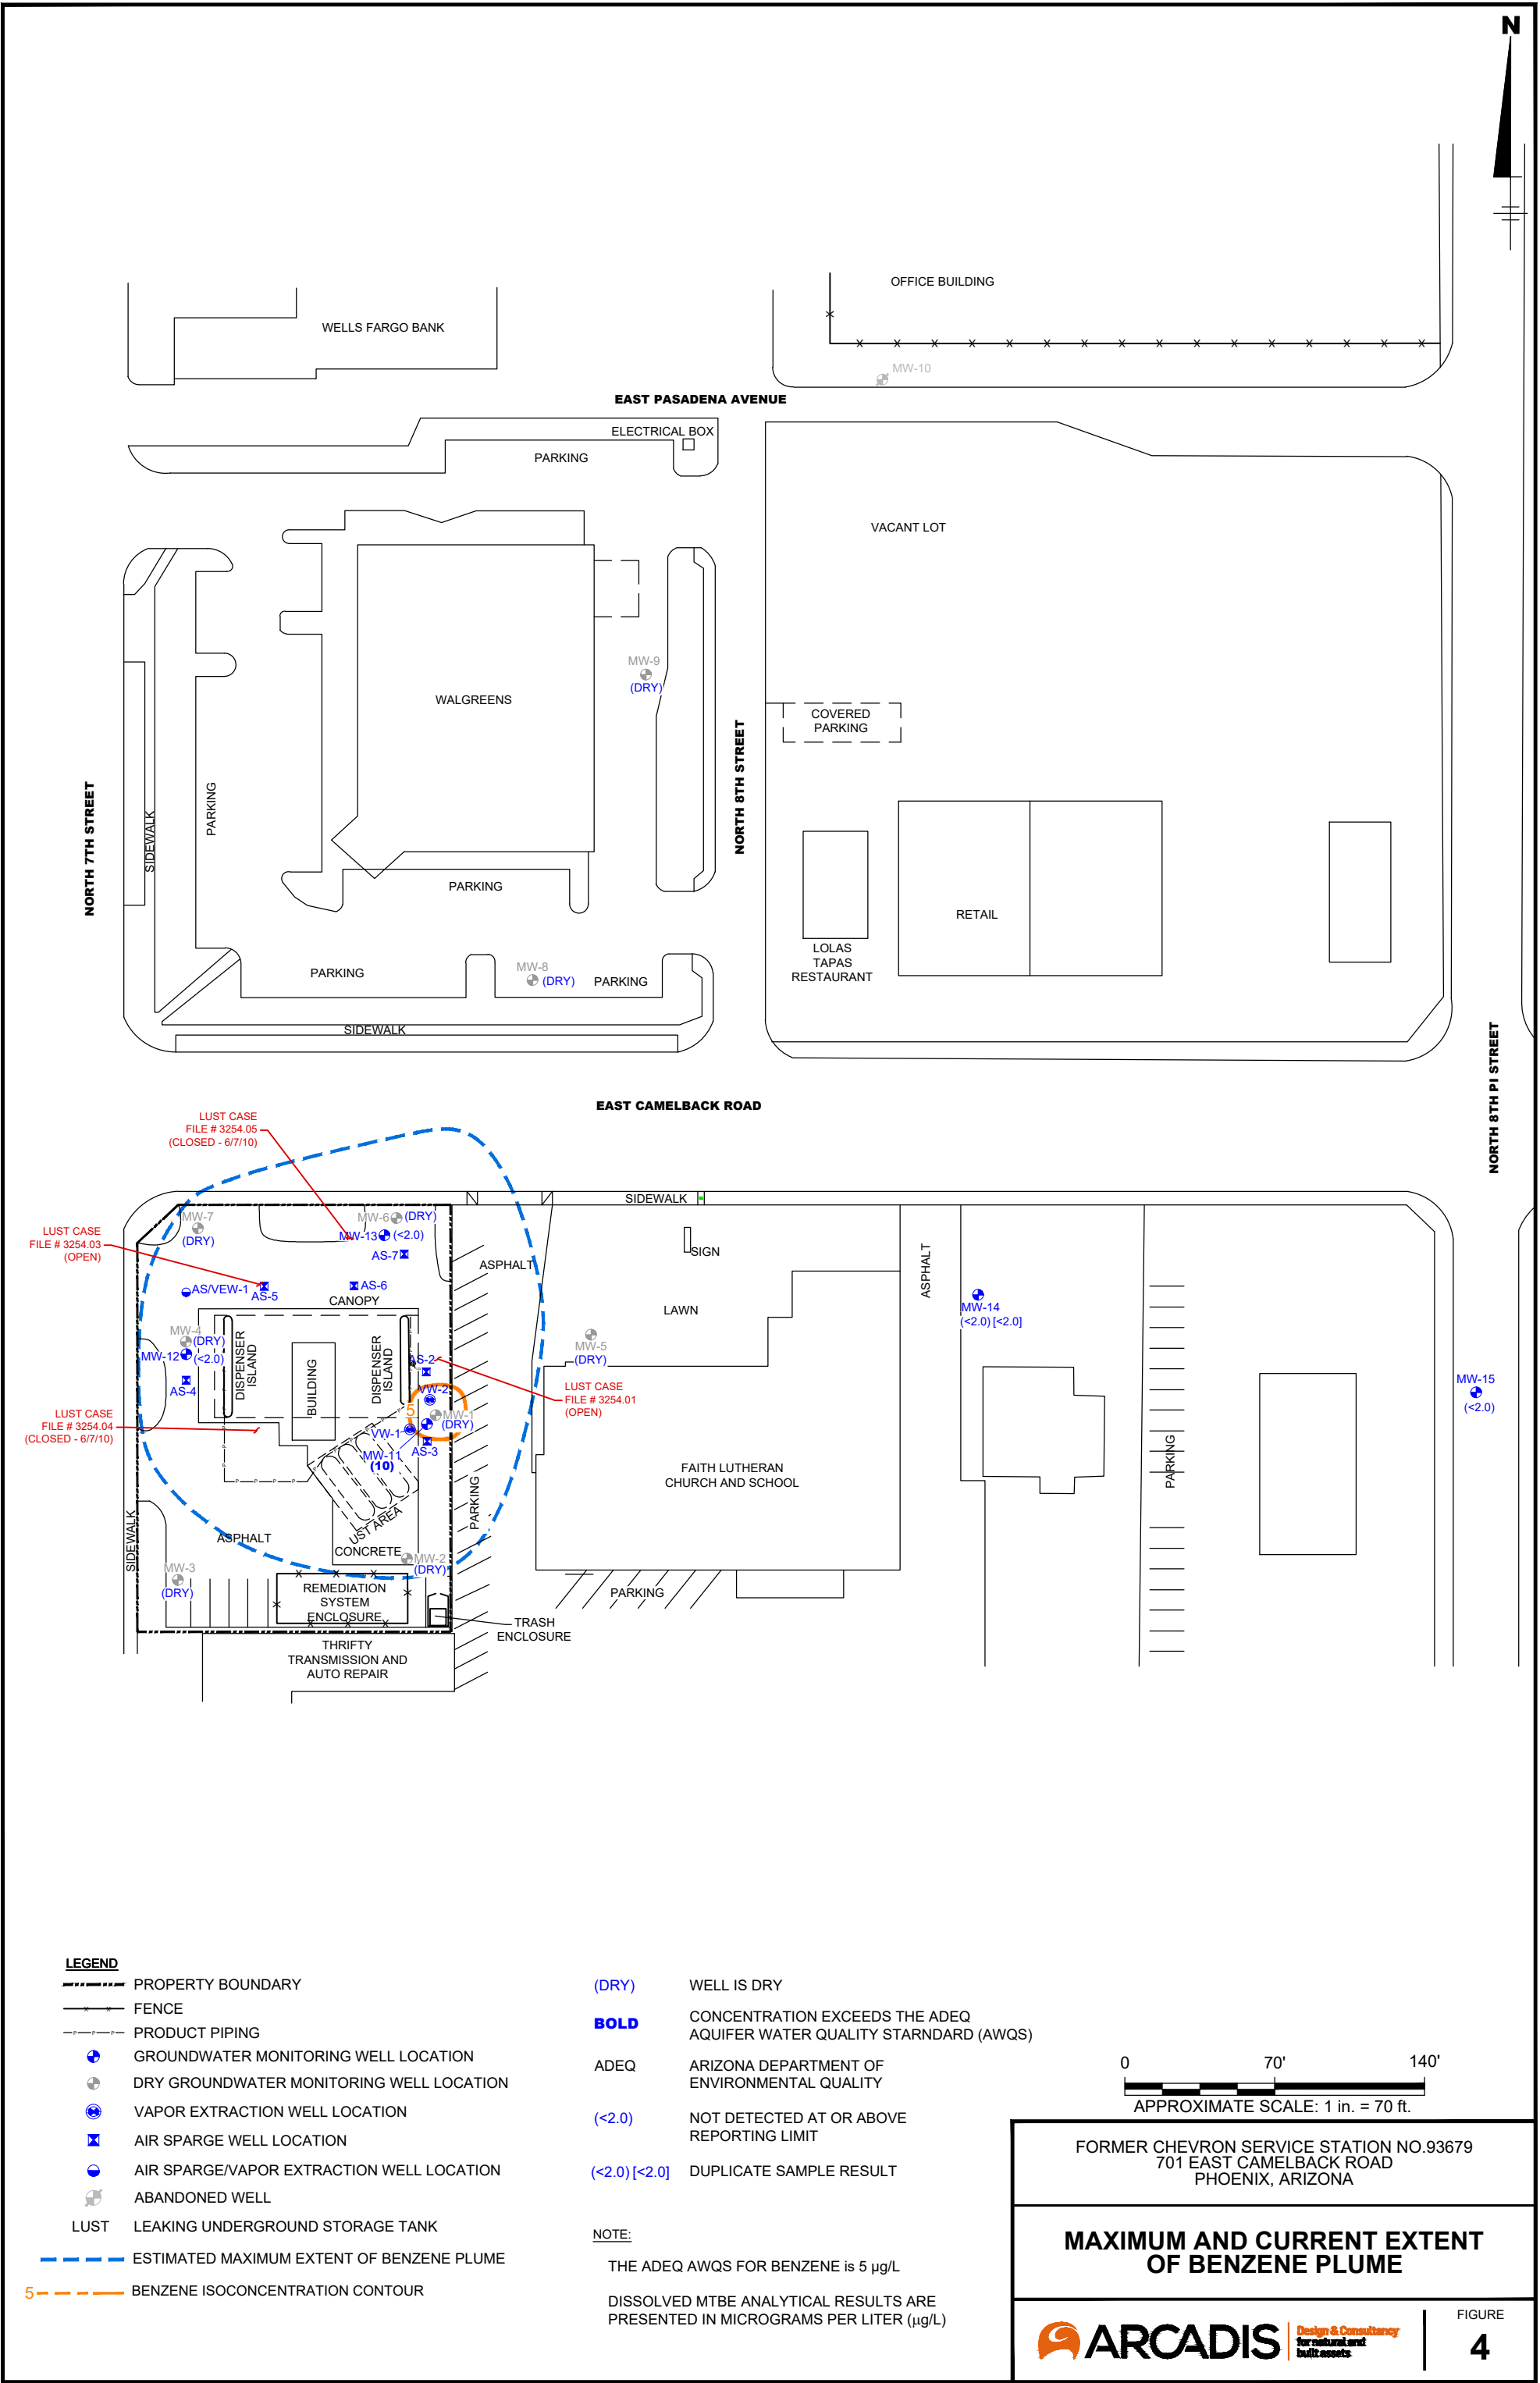 N
OFFICE BUILDING
WELLS FARGO BANK
MW-10
EAST PASADENA AVENUE
ELECTRICAL BOX
PARKING
VACANT LOT
MW-9
(DRY)
WALGREENS
COVERED
PARKING
NORTH 7TH STREET
SIDEWALK
PARKING
NORTH 8TH STREET
PARKING
RETAIL
LOLAS
TAPAS
RESTAURANT
MW-8
(DRY)
PARKING
PARKING
SIDEWALK
NORTH 8TH PI STREET
EAST CAMELBACK ROAD
LUST CASE
FILE # 3254.05
(CLOSED - 6/7/10)
SIDEWALK
MW-7
(DRY)
MW-6
(DRY)
MW-13
(<2.0)
AS-7
LUST CASE
FILE # 3254.03
(OPEN)
ASPHALT
SIGN
ASPHALT
AS/VEW-1
AS-5
AS-6
CANOPY
LAWN
MW-14
(<2.0) [<2.0]
MW-4
(DRY)
MW-12
(<2.0)
AS-4
DISPENSER
ISLAND
BUILDING
DISPENSER
ISLAND
AS-2
VW-2
MW-5
(DRY)
LUST CASE
FILE # 3254.01
(OPEN)
MW-15
(<2.0)
LUST CASE
FILE # 3254.04
(CLOSED - 6/7/10)
5
MW-1
(DRY)
VW-1
AS-3
MW-11
(10)
FAITH LUTHERAN
CHURCH AND SCHOOL
PARKING
PARKING
UST AREA
SIDEWALK
ASPHALT
CONCRETE
MW-2
(DRY)
MW-3
(DRY)
REMEDIATION
SYSTEM
ENCLOSURE
PARKING
TRASH
ENCLOSURE
THRIFTY
TRANSMISSION AND
AUTO REPAIR
LEGEND
PROPERTY BOUNDARY
FENCE
PRODUCT PIPING
GROUNDWATER MONITORING WELL LOCATION
DRY GROUNDWATER MONITORING WELL LOCATION
VAPOR EXTRACTION WELL LOCATION
AIR SPARGE WELL LOCATION
AIR SPARGE/VAPOR EXTRACTION WELL LOCATION
ABANDONED WELL
LUST LEAKING UNDERGROUND STORAGE TANK
ESTIMATED MAXIMUM EXTENT OF BENZENE PLUME
5 BENZENE ISOCONCENTRATION CONTOUR
(DRY) WELL IS DRY
BOLD CONCENTRATION EXCEEDS THE ADEQ
AQUIFER WATER QUALITY STARNDARD (AWQS)
ADEQ ARIZONA DEPARTMENT OF
ENVIRONMENTAL QUALITY
(<2.0) NOT DETECTED AT OR ABOVE
REPORTING LIMIT
(<2.0) [<2.0] DUPLICATE SAMPLE RESULT
NOTE:
THE ADEQ AWQS FOR BENZENE is 5 µg/L
DISSOLVED MTBE ANALYTICAL RESULTS ARE
PRESENTED IN MICROGRAMS PER LITER (µg/L)
0 70' 140'
APPROXIMATE SCALE: 1 in. = 70 ft.
FORMER CHEVRON SERVICE STATION NO.93679
701 EAST CAMELBACK ROAD
PHOENIX, ARIZONA
MAXIMUM AND CURRENT EXTENT
OF BENZENE PLUME
ARCADIS
Design & Consultancy
for natural and
built assets
FIGURE
4